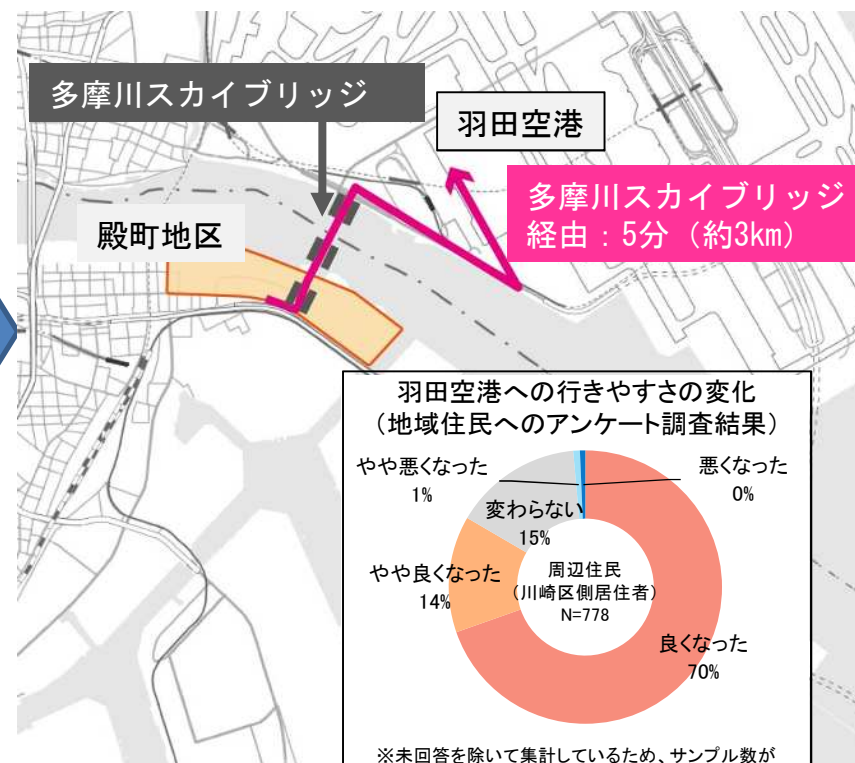 多摩川スカイブリッジ
羽田空港
多摩川スカイブリッジ
経由：5分（約3km）
殿町地区
羽田空港への行きやすさの変化
（地域住民へのアンケート調査結果）
やや悪くなった
1%
悪くなった
0%
変わらない
15%
やや良くなった
14%
周辺住民
（川崎区側居住者）
N=778
良くなった
70%
※未回答を除いて集計しているため、サンプル数が